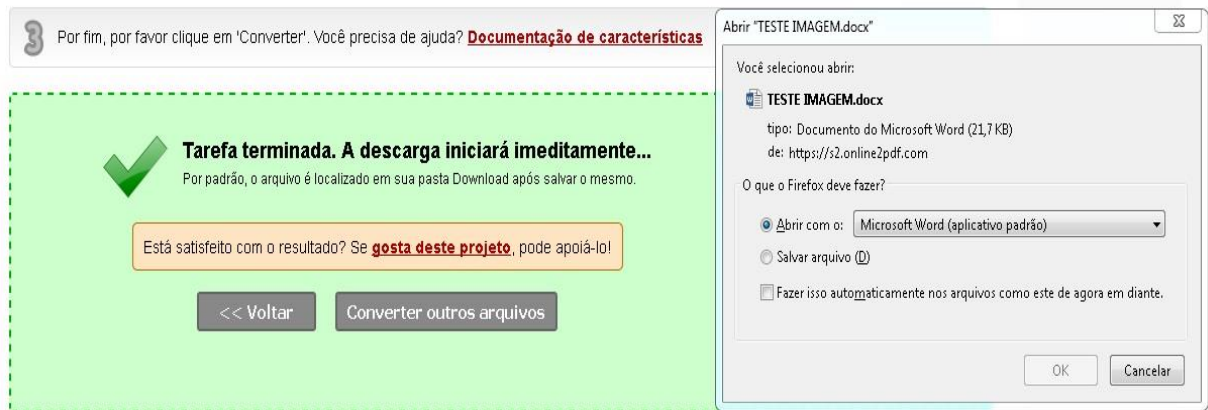 3 Por fim, por favor clique em 'Converter'. Você precisa de ajuda? Documentação de características
Tarefa terminada. A descarga iniciará imeditamente...
Por padrão, o arquivo é localizado em sua pasta Download após salvar o mesmo.
Está satisfeito com o resultado? Se gosta deste projeto, pode apoiá-lo!
<< Voltar
Converter outros arquivos
Abrir "TESTE IMAGEM.docx"
Você selecionou abrir:
TESTE IMAGEM.docx
tipo: Documento do Microsoft Word (21,7 KB)
de: https://s2.online2pdf.com
O que o Firefox deve fazer?
Abrir com o: Microsoft Word (aplicativo padrão)
Salvar arquivo (D)
Fazer isso automaticamente nos arquivos como este de agora em diante.
OK
Cancelar